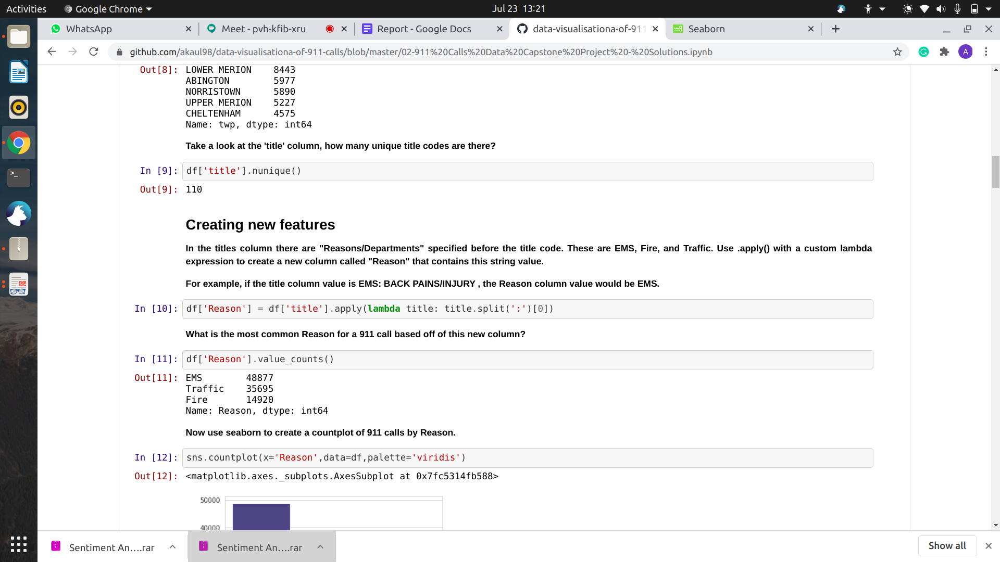 Activities
Google Chrome
Jul 23 13:21
WhatsApp
Meet - pvh-kfib-xru
Report - Google Docs
data-visualisationa-of-911
Seaborn
github.com/akaul98/data-visualisationa-of-911-calls/blob/master/02-911%20Calls%20Data%20Capstone%20Project%20-%20Solutions.ipynb
A
Out[8]: LOWER MERION 8443
ABINGTON 5977
NORRISTOWN 5890
UPPER MERION 5227
CHELTENHAM 4575
Name: twp, dtype: int64
Take a look at the 'title' column, how many unique title codes are there?
In [9]: df['title'].nunique()
Out[9]: 110
Creating new features
In the titles column there are "Reasons/Departments" specified before the title code. These are EMS, Fire, and Traffic. Use .apply() with a custom lambda
expression to create a new column called "Reason" that contains this string value.
For example, if the title column value is EMS: BACK PAINS/INJURY , the Reason column value would be EMS.
In [10]: df['Reason'] = df['title'].apply(lambda title: title.split(':')[0])
What is the most common Reason for a 911 call based off of this new column?
In [11]: df['Reason'].value_counts()
Out[11]: EMS 48877
Traffic 35695
Fire 14920
Name: Reason, dtype: int64
Now use seaborn to create a countplot of 911 calls by Reason.
In [12]: sns.countplot(x='Reason',data=df,palette='viridis')
Out[12]: <matplotlib.axes._subplots.AxesSubplot at 0x7fc5314fb588>
50000
40000
Sentiment An....rar
Sentiment An....rar
Show all